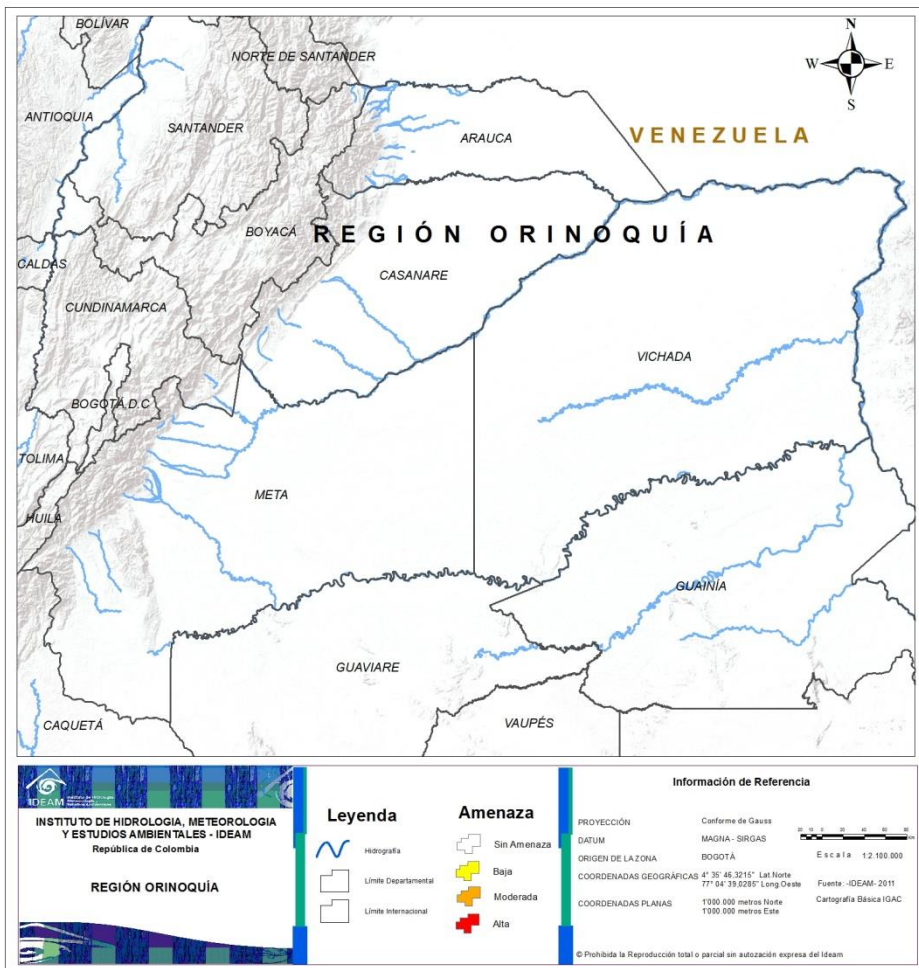 BOLÍVAR
NORTE DE SANTANDER
N
W
E
S
ANTIOQUIA
SANTANDER
ARAUCA
VENEZUELA
BOYACÁ
REGIÓN ORINOQUÍA
CALDAS
CASANARE
CUNDINAMARCA
VICHADA
BOGOTÁ,D.C
TOLIMA
META
HUILA
GUAINÍA
GUAVIARE
CAQUETÁ
VAUPÉS
IDEAM
INSTITUTO DE HIDROLOGIA, METEOROLOGIA
Y ESTUDIOS AMBIENTALES - IDEAM
República de Colombia
REGIÓN ORINOQUÍA
Leyenda
Hidrografía
Límite Departamental
Límite Internacional
Amenaza
Sin Amenaza
Baja
Moderada
Alta
Información de Referencia
PROYECCIÓN Conforme de Gauss
DATUM MAGNA - SIRGAS
ORIGEN DE LA ZONA BOGOTÀ
COORDENADAS GEOGRÁFICAS 4° 35' 46,3215" Lat.Norte
77° 04' 39,0285" Long.Oeste
COORDENADAS PLANAS 1'000.000 metros Norte
1'000.000 metros Este
Escala 1:2.100.000
Fuente: -IDEAM- 2011
Cartografía Básica IGAC
© Prohibida la Reproducción total o parcial sin autozación expresa del Ideam